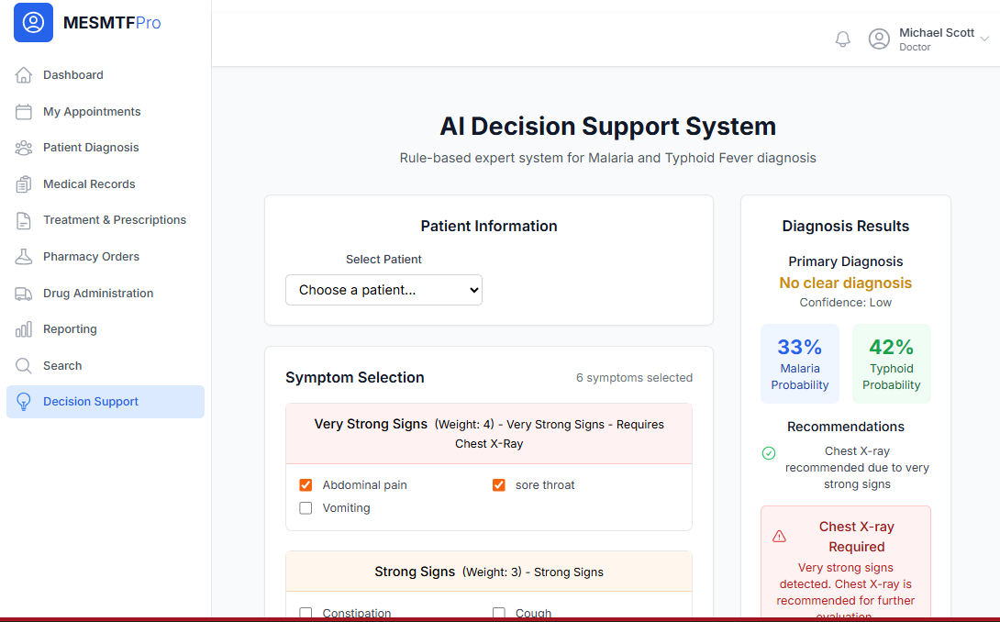 MESMTFPro
Dashboard
My Appointments
Patient Diagnosis
Medical Records
Treatment & Prescriptions
Pharmacy Orders
Drug Administration
Reporting
Search
Decision Support
Michael Scott
Doctor
AI Decision Support System
Rule-based expert system for Malaria and Typhoid Fever diagnosis
Patient Information
Select Patient
Choose a patient...
Symptom Selection
6 symptoms selected
Very Strong Signs (Weight: 4) - Very Strong Signs - Requires
Chest X-Ray
Abdominal pain
sore throat
Vomiting
Strong Signs (Weight: 3) - Strong Signs
Constipation
Cough
Diagnosis Results
Primary Diagnosis
No clear diagnosis
Confidence: Low
33%
Malaria
Probability
42%
Typhoid
Probability
Recommendations
Chest X-ray
recommended due to very
strong signs
Chest X-ray
Required
Very strong signs
detected. Chest X-ray is
recommended for further
evaluation